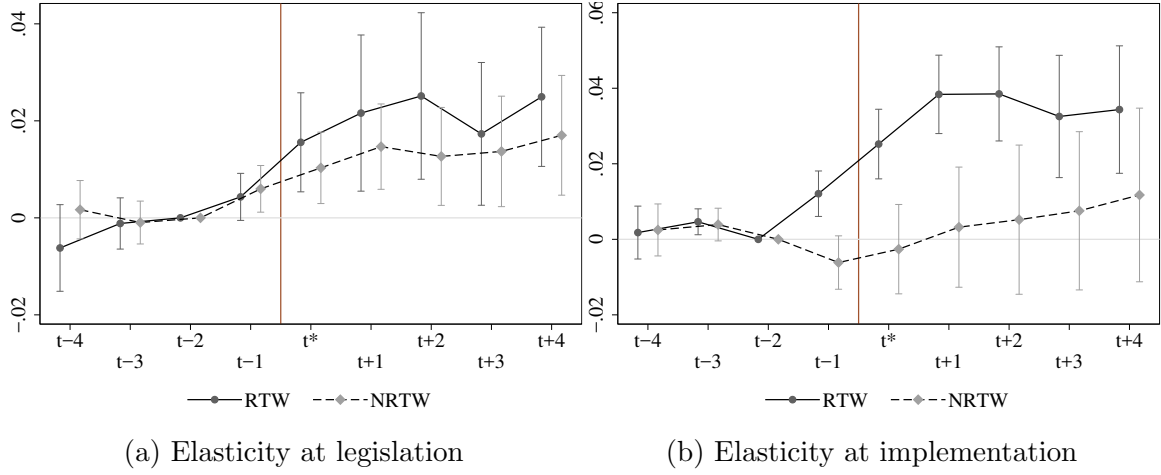 .04
.02
0
−.02
t−4
t−3
t−2
t−1
t*
t+1
t+2
t+3
t+4
RTW
NRTW
(a) Elasticity at legislation
.06
.04
.02
0
−.02
t−4
t−3
t−2
t−1
t*
t+1
t+2
t+3
t+4
RTW
NRTW
(b) Elasticity at implementation